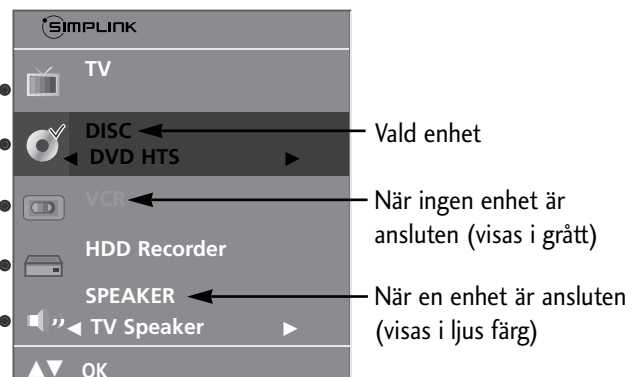 SIMPLINK
TV
DISC
◀ DVD HTS ▶
Vald enhet
VCR
När ingen enhet är
ansluten (visas i grått)
HDD Recorder
SPEAKER
◀ TV Speaker ▶
När en enhet är ansluten
(visas i ljus färg)
▲▼ OK